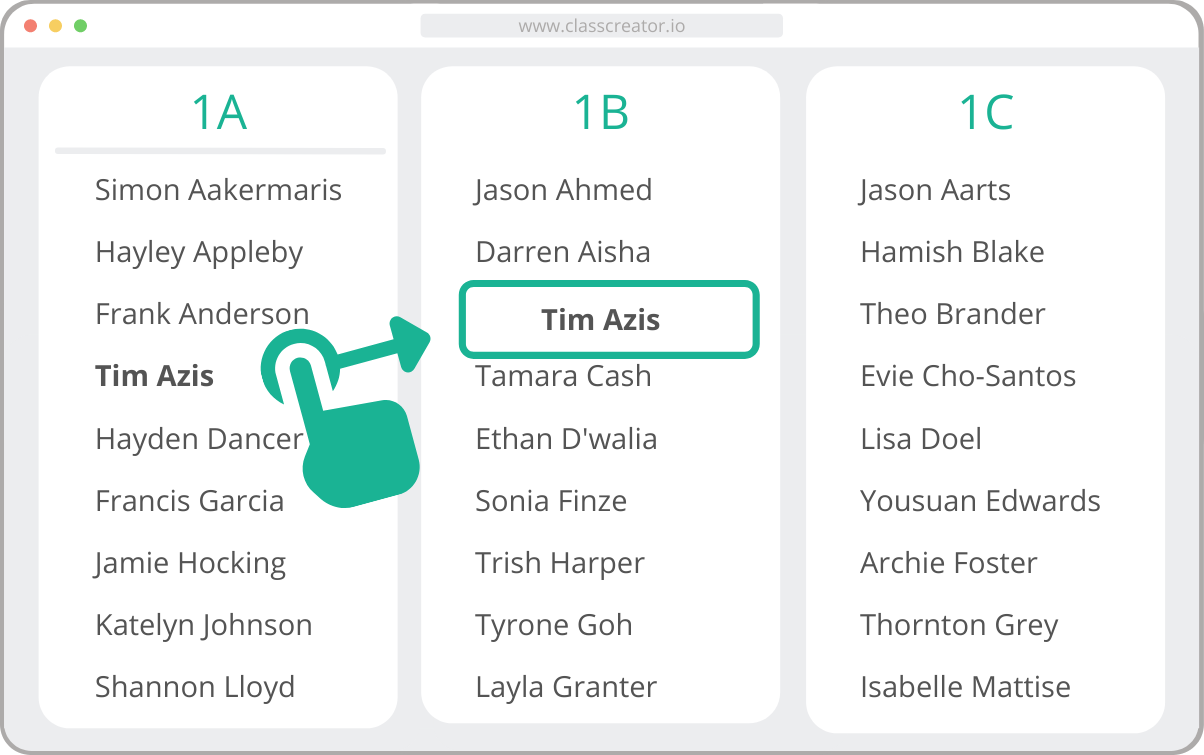 www.classcreator.io
1A
Simon Aakermaris
Hayley Appleby
Frank Anderson
Tim Azis
Hayden Dancer
Francis Garcia
Jamie Hocking
Katelyn Johnson
Shannon Lloyd
1B
Jason Ahmed
Darren Aisha
Tim Azis
Tamara Cash
Ethan D'walia
Sonia Finze
Trish Harper
Tyrone Goh
Layla Granter
1C
Jason Aarts
Hamish Blake
Theo Brander
Evie Cho-Santos
Lisa Doel
Yousuan Edwards
Archie Foster
Thornton Grey
Isabelle Mattise